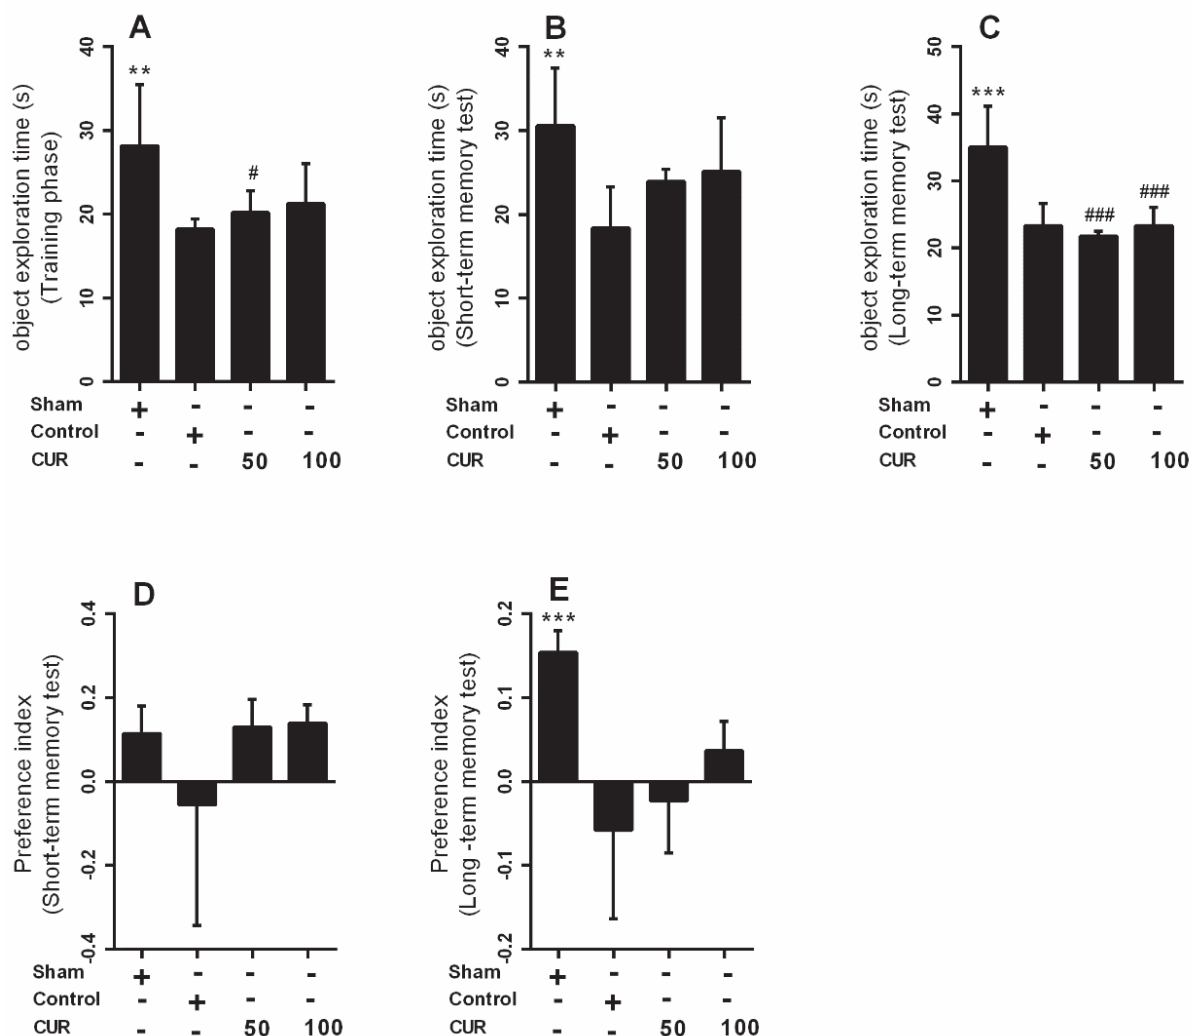 A
object exploration time (s)
(Training phase)
40
30
20
10
0
**
#
Sham + - - -
Control - + - -
CUR - - 50 100
B
object exploration time (s)
(Short-term memory test)
40
30
20
10
0
**
Sham + - - -
Control - + - -
CUR - - 50 100
C
object exploration time (s)
(Long-term memory test)
50
40
30
20
10
0
***
###
###
Sham + - - -
Control - + - -
CUR - - 50 100
D
Preference index
(Short-term memory test)
0.4
0.2
0.0
-0.2
-0.4
Sham + - - -
Control - + - -
CUR - - 50 100
E
Preference index
(Long -term memory test)
0.2
0.1
0.0
-0.1
-0.2
***
Sham + - - -
Control - + - -
CUR - - 50 100